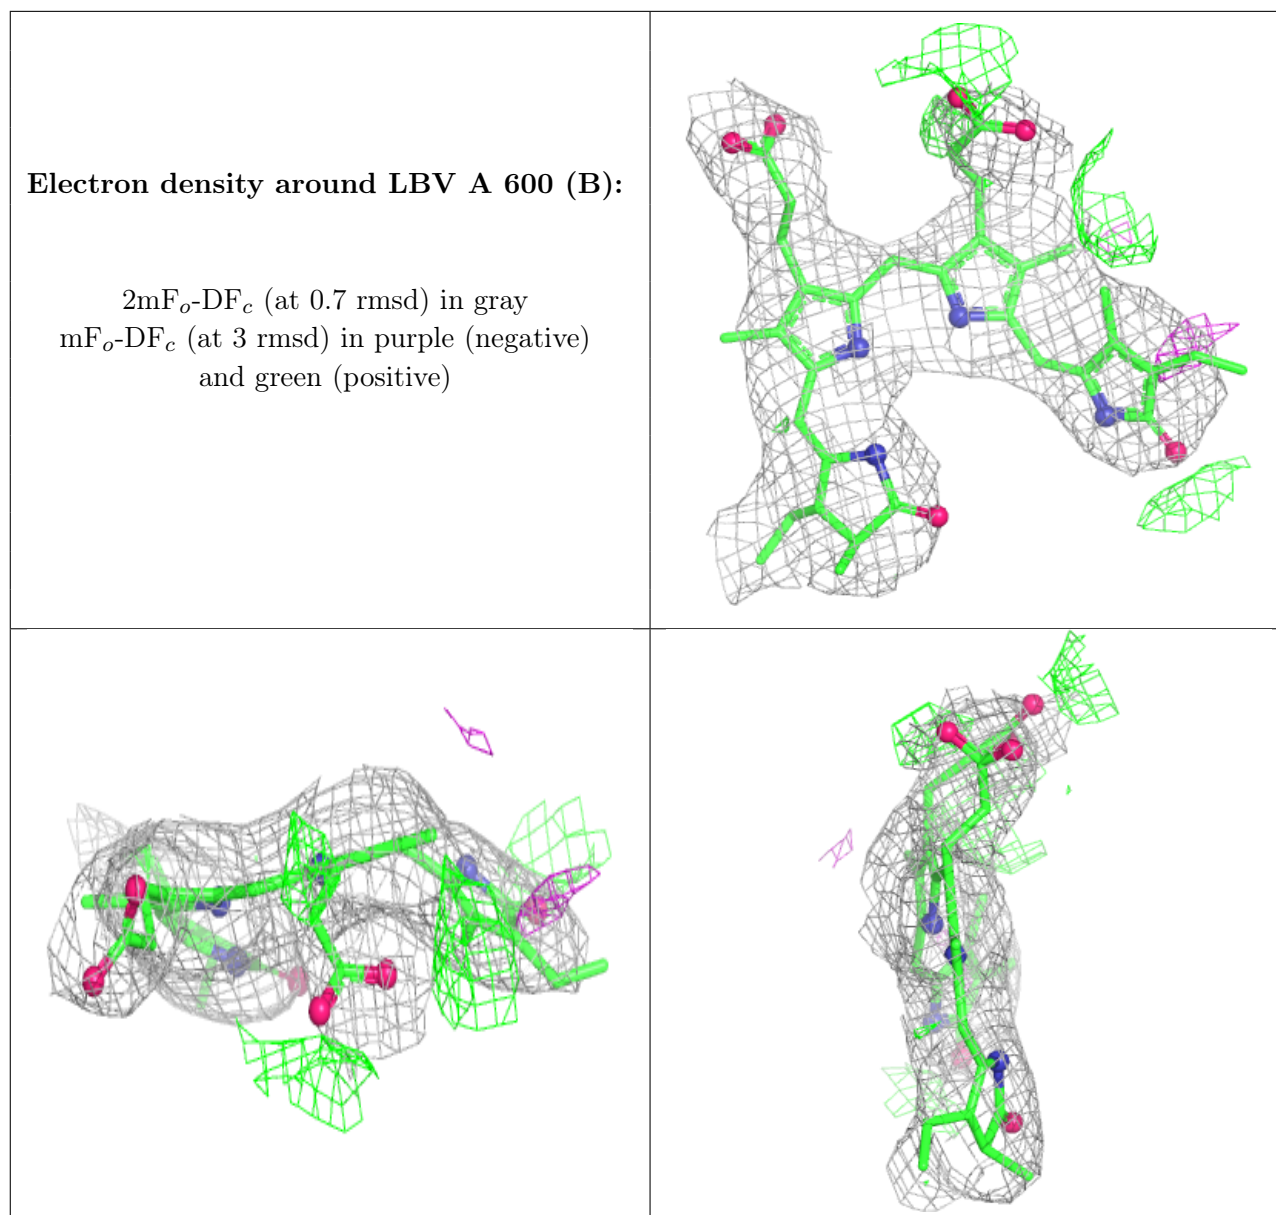 Electron density around LBV A 600 (B):
2mFo-DFc (at 0.7 rmsd) in gray
mFo-DFc (at 3 rmsd) in purple (negative)
and green (positive)